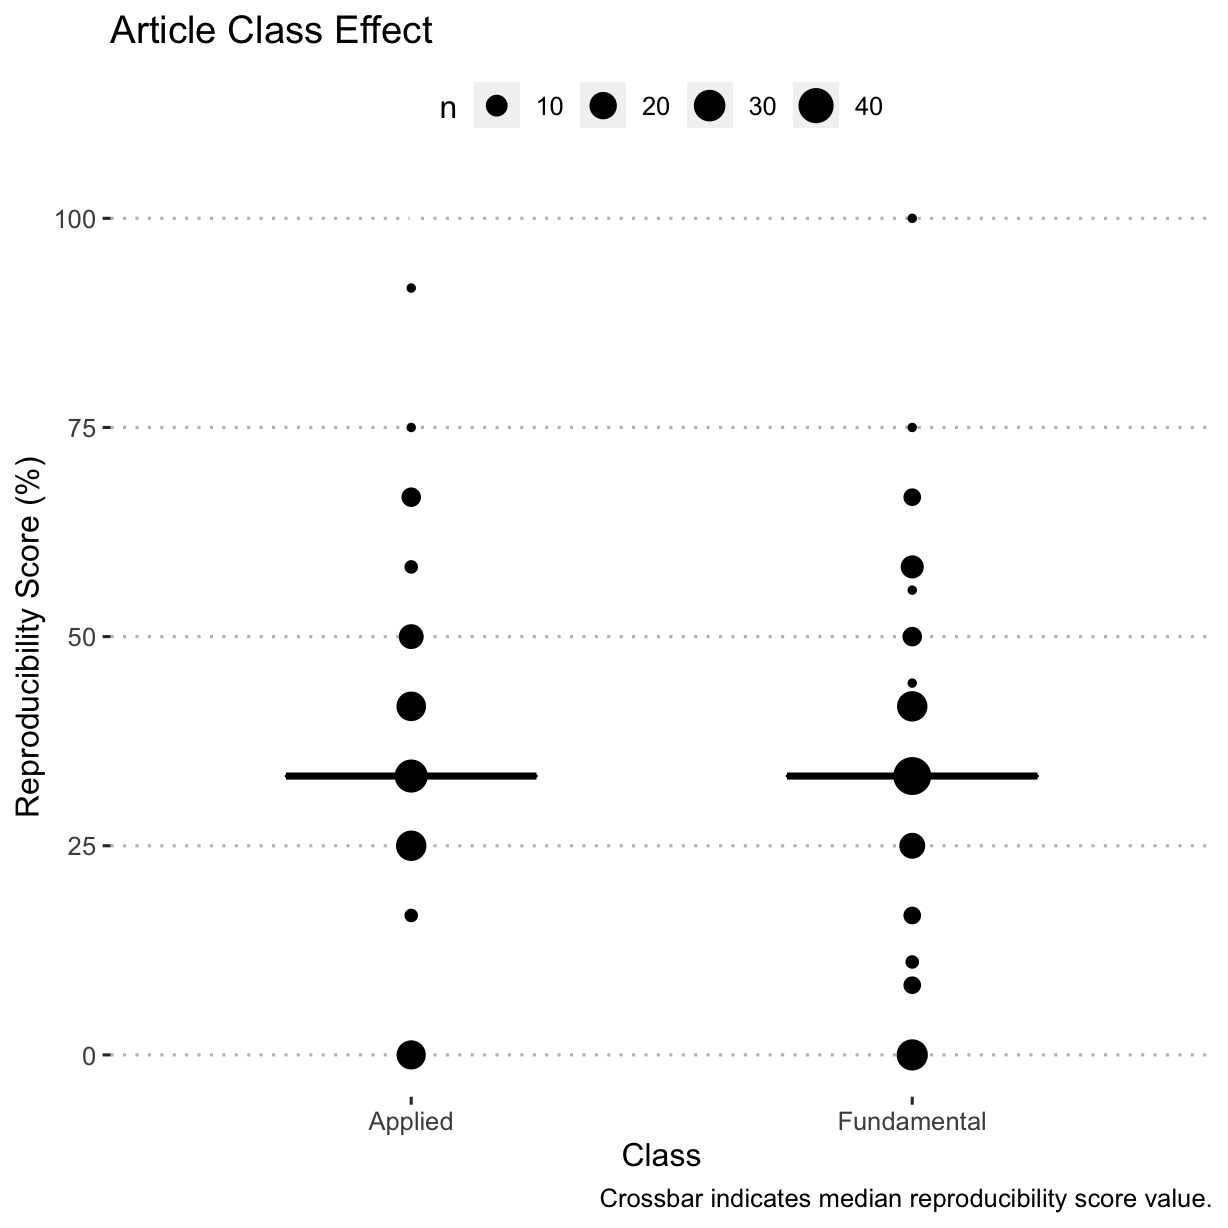 Article Class Effect
n 10 20 30 40
100
75
50
25
0
Reproducibility Score (%)
Applied Fundamental
Class
Crossbar indicates median reproducibility score value.